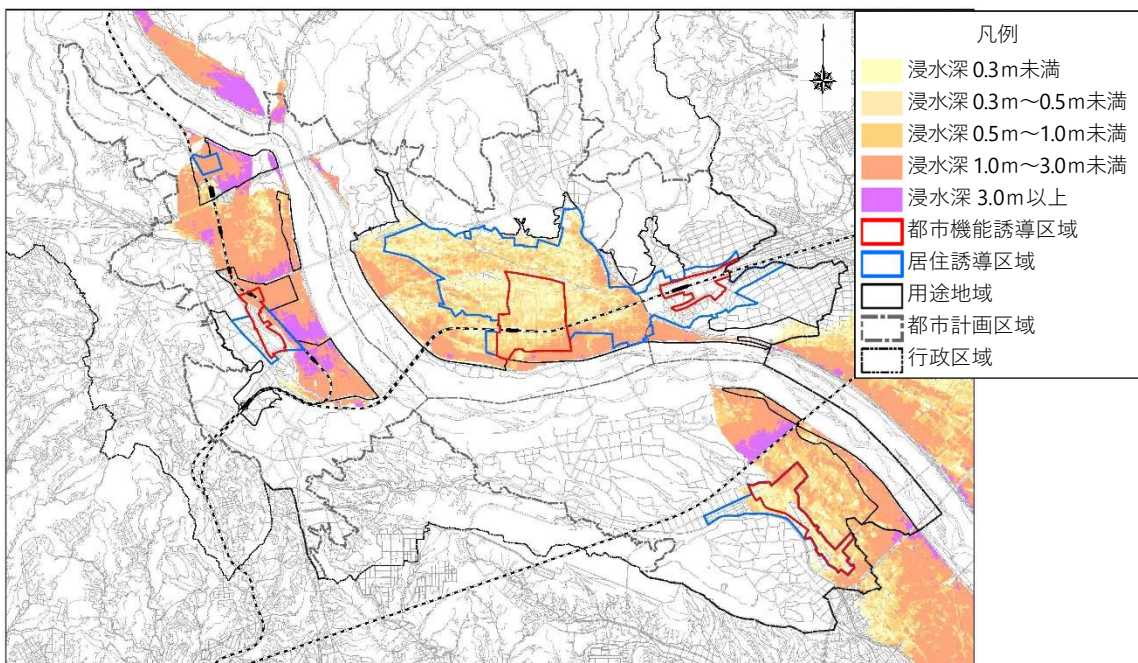 凡例
浸水深 0.3m未満
浸水深 0.3m~0.5m未満
浸水深 0.5m~1.0m未満
浸水深 1.0m~3.0m未満
浸水深 3.0m以上
都市機能誘導区域
居住誘導区域
用途地域
都市計画区域
行政区域